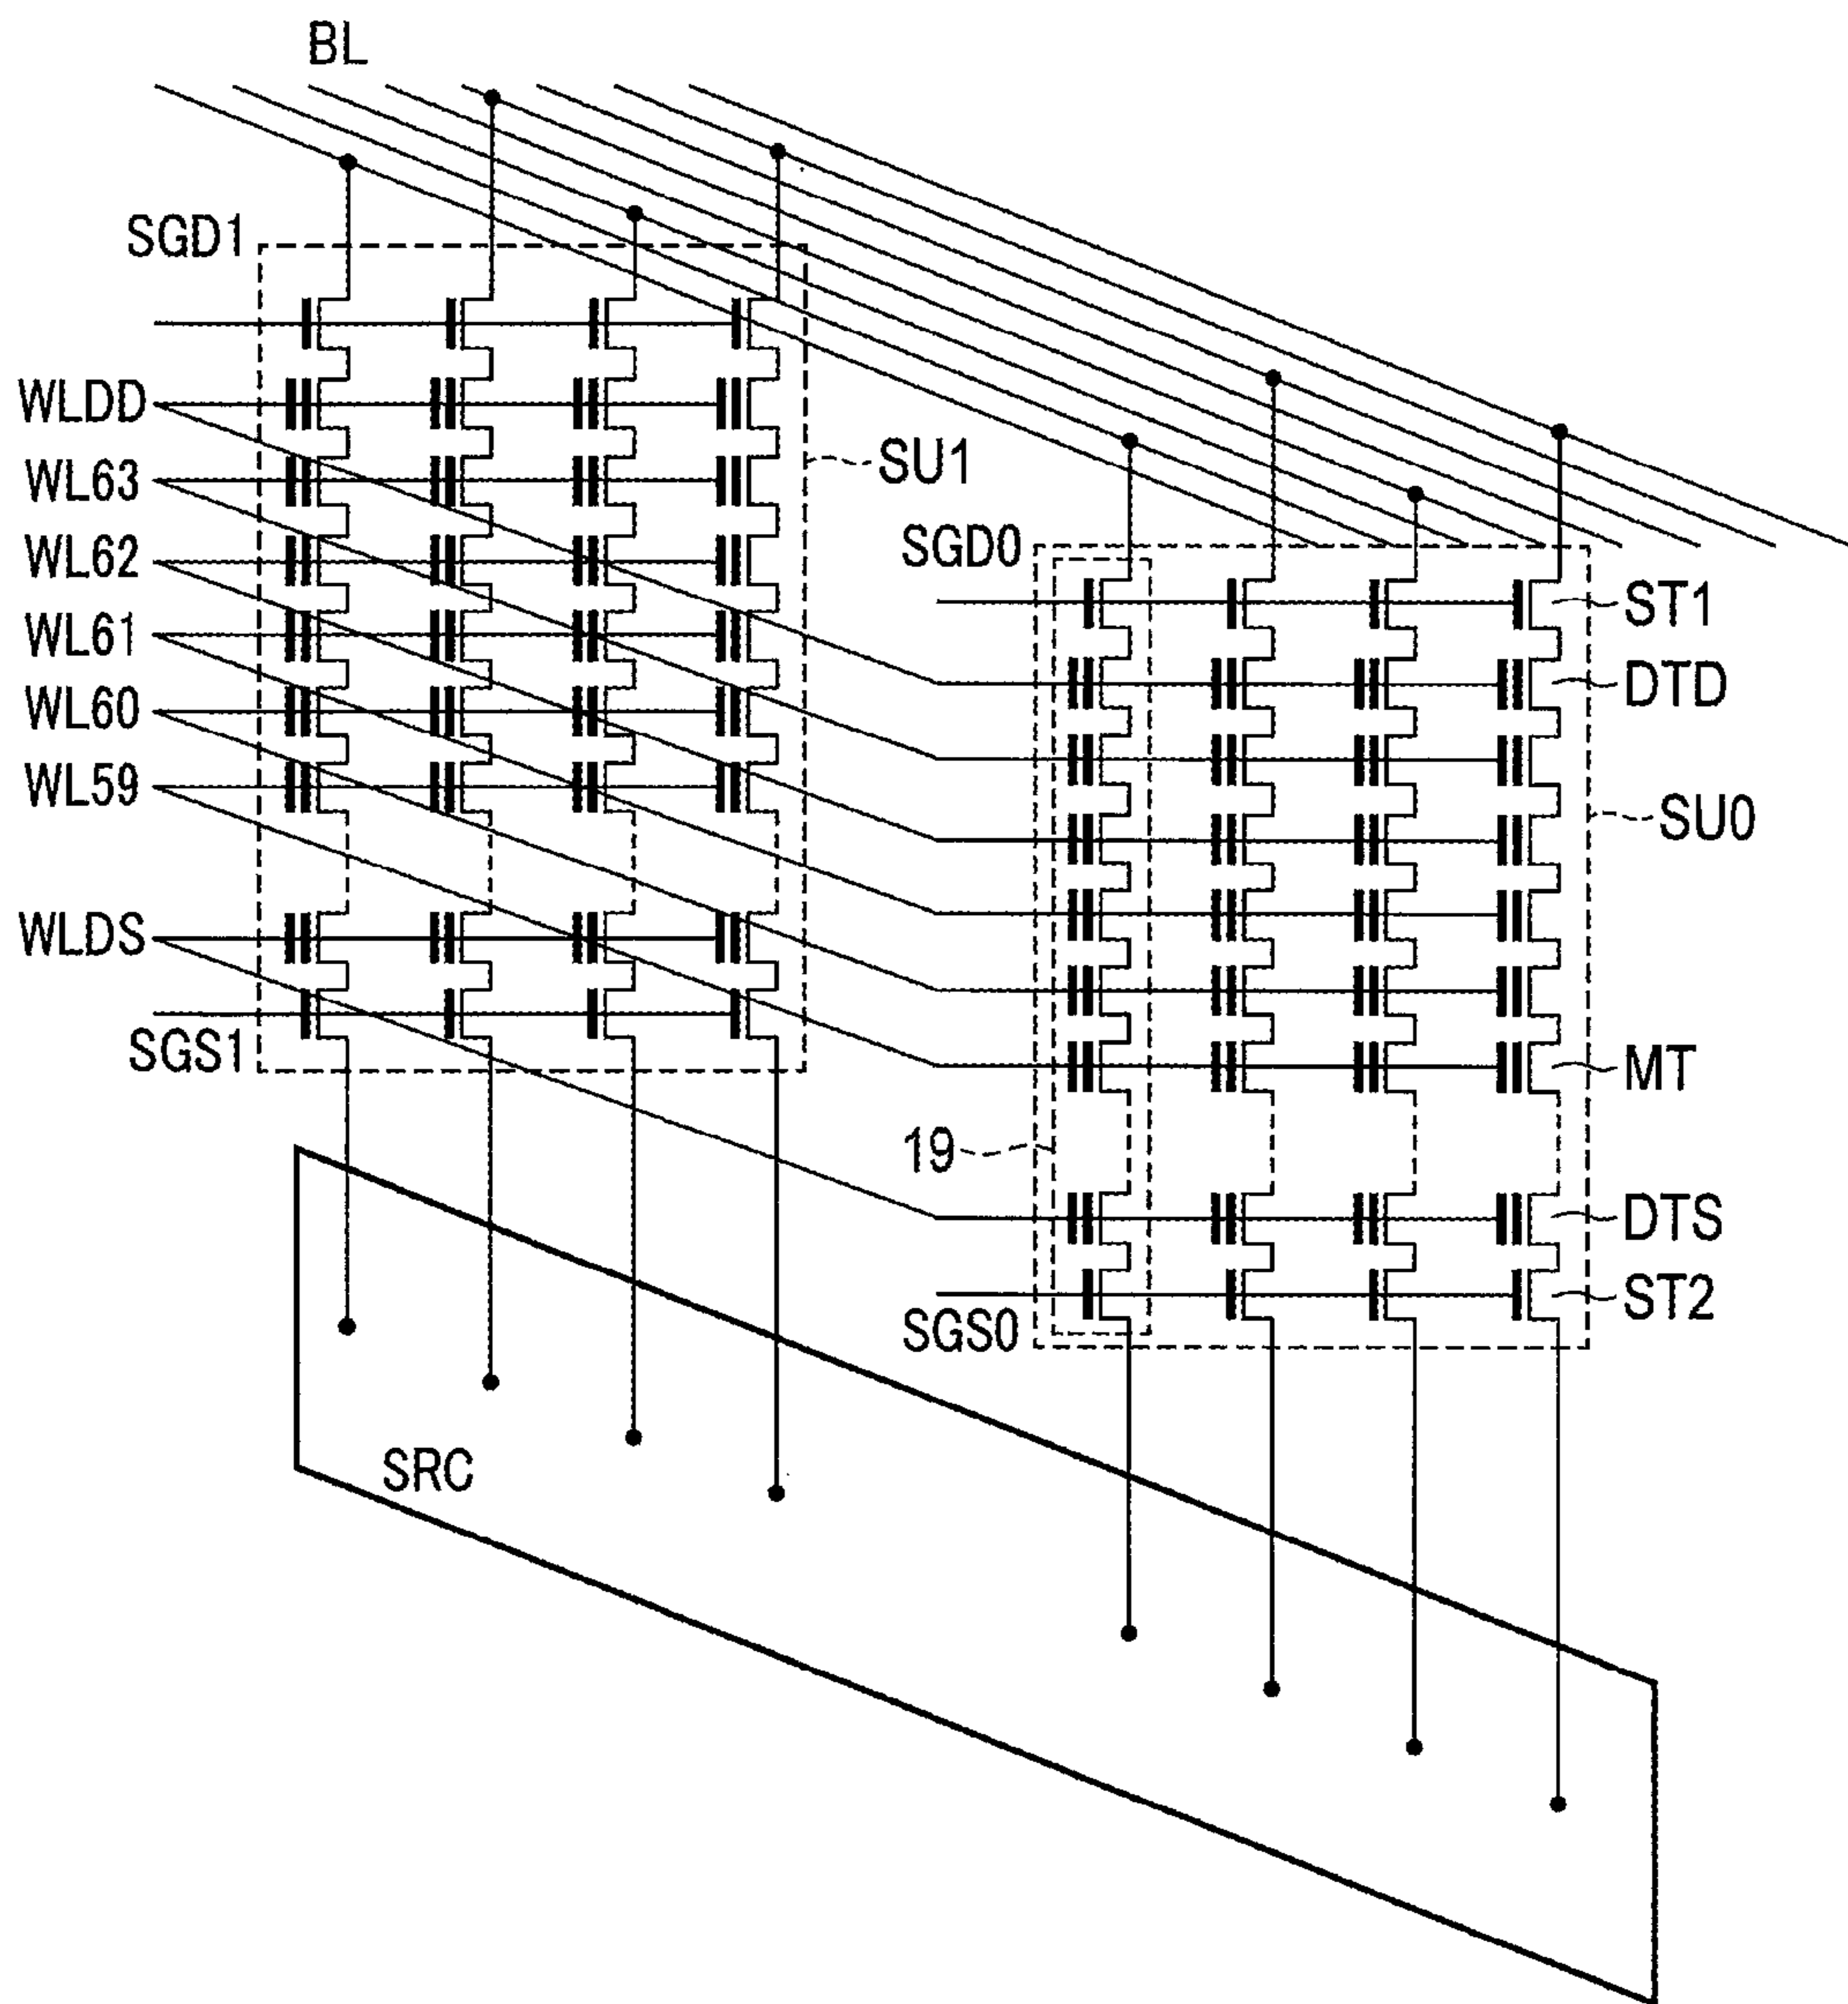 BL
SGD1
WLDD
WL63
WL62
WL61
WL60
WL59
WLDS
SGS1
SU1
SGD0
ST1
DTD
SU0
MT
19
DTS
ST2
SGS0
SRC